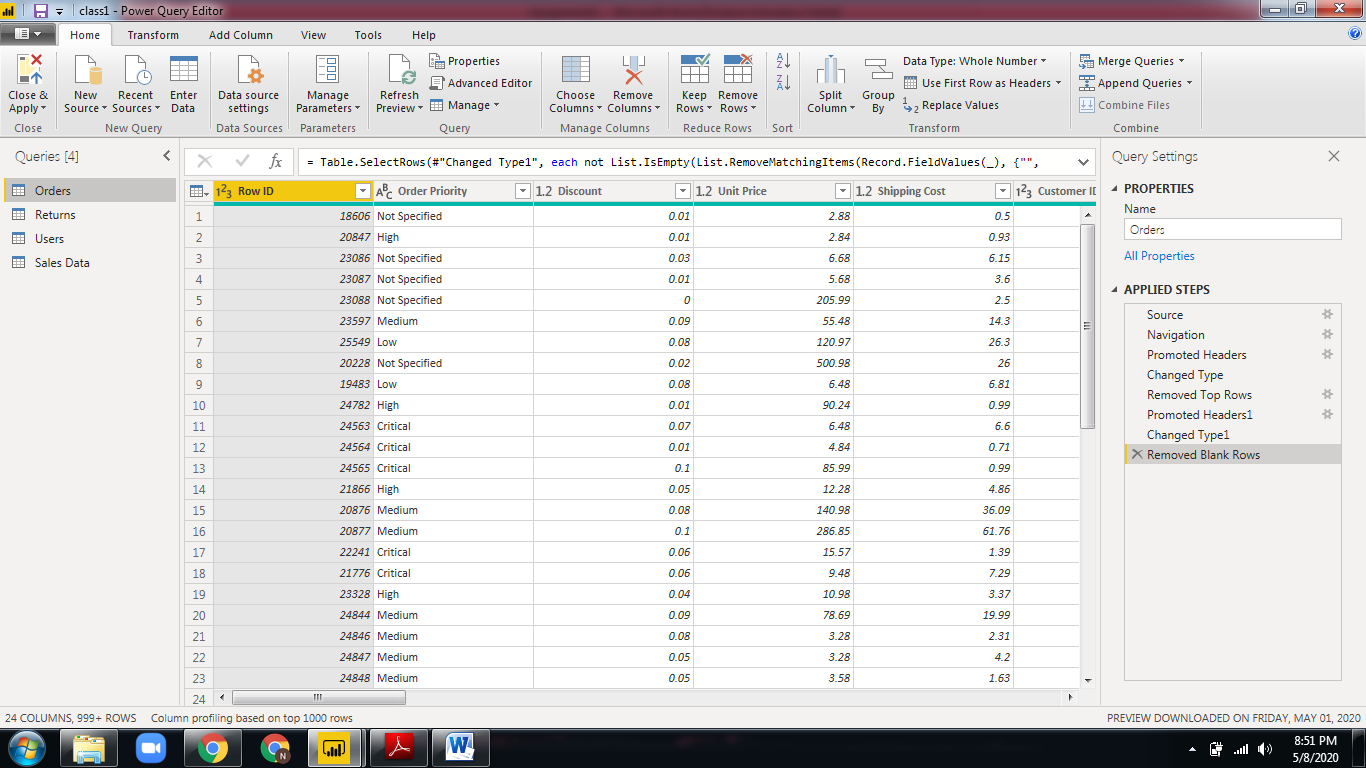 class1 - Power Query Editor
Home Transform Add Column View Tools Help
Close & Apply
New Source
Recent Sources
Enter Data
Data source settings
Manage Parameters
Refresh Preview
Properties
Advanced Editor
Manage
Choose Columns
Remove Columns
Keep Rows
Remove Rows
Split Column
Group By
Data Type: Whole Number
Use First Row as Headers
Replace Values
Merge Queries
Append Queries
Combine Files
Close New Query Data Sources Parameters Query Manage Columns Reduce Rows Sort Transform Combine
Queries [4]
Orders
Returns
Users
Sales Data
fx = Table.SelectRows(#"Changed Type1", each not List.IsEmpty(List.RemoveMatchingItems(Record.FieldValues(_), {"",
123 Row ID ABC Order Priority 1.2 Discount 1.2 Unit Price 1.2 Shipping Cost 123 Customer ID
1 18606 Not Specified 0.01 2.88 0.5
2 20847 High 0.01 2.84 0.93
3 23086 Not Specified 0.03 6.68 6.15
4 23087 Not Specified 0.01 5.68 3.6
5 23088 Not Specified 0 205.99 2.5
6 23597 Medium 0.09 55.48 14.3
7 25549 Low 0.08 120.97 26.3
8 20228 Not Specified 0.02 500.98 26
9 19483 Low 0.08 6.48 6.81
10 24782 High 0.01 90.24 0.99
11 24563 Critical 0.07 6.48 6.6
12 24564 Critical 0.01 4.84 0.71
13 24565 Critical 0.1 85.99 0.99
14 21866 High 0.05 12.28 4.86
15 20876 Medium 0.08 140.98 36.09
16 20877 Medium 0.1 286.85 61.76
17 22241 Critical 0.06 15.57 1.39
18 21776 Critical 0.06 9.48 7.29
19 23328 High 0.04 10.98 3.37
20 24844 Medium 0.09 78.69 19.99
21 24846 Medium 0.08 3.28 2.31
22 24847 Medium 0.05 3.28 4.2
23 24848 Medium 0.05 3.58 1.63
24
Query Settings
PROPERTIES
Name
Orders
All Properties
APPLIED STEPS
Source
Navigation
Promoted Headers
Changed Type
Removed Top Rows
Promoted Headers1
Changed Type1
Removed Blank Rows
24 COLUMNS, 999+ ROWS Column profiling based on top 1000 rows
PREVIEW DOWNLOADED ON FRIDAY, MAY 01, 2020
8:51 PM
5/8/2020